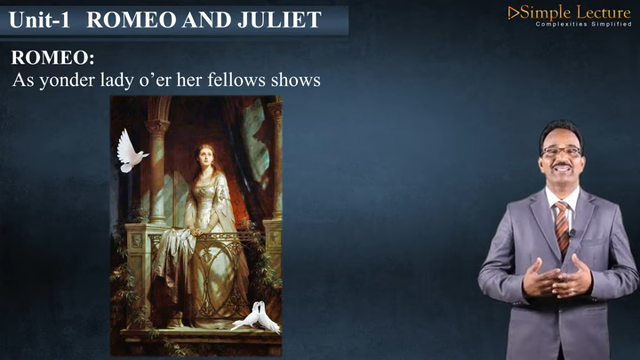 Unit-1 ROMEO AND JULIET
Simple Lecture
Complexities Simplified
ROMEO:
As yonder lady o’er her fellows shows